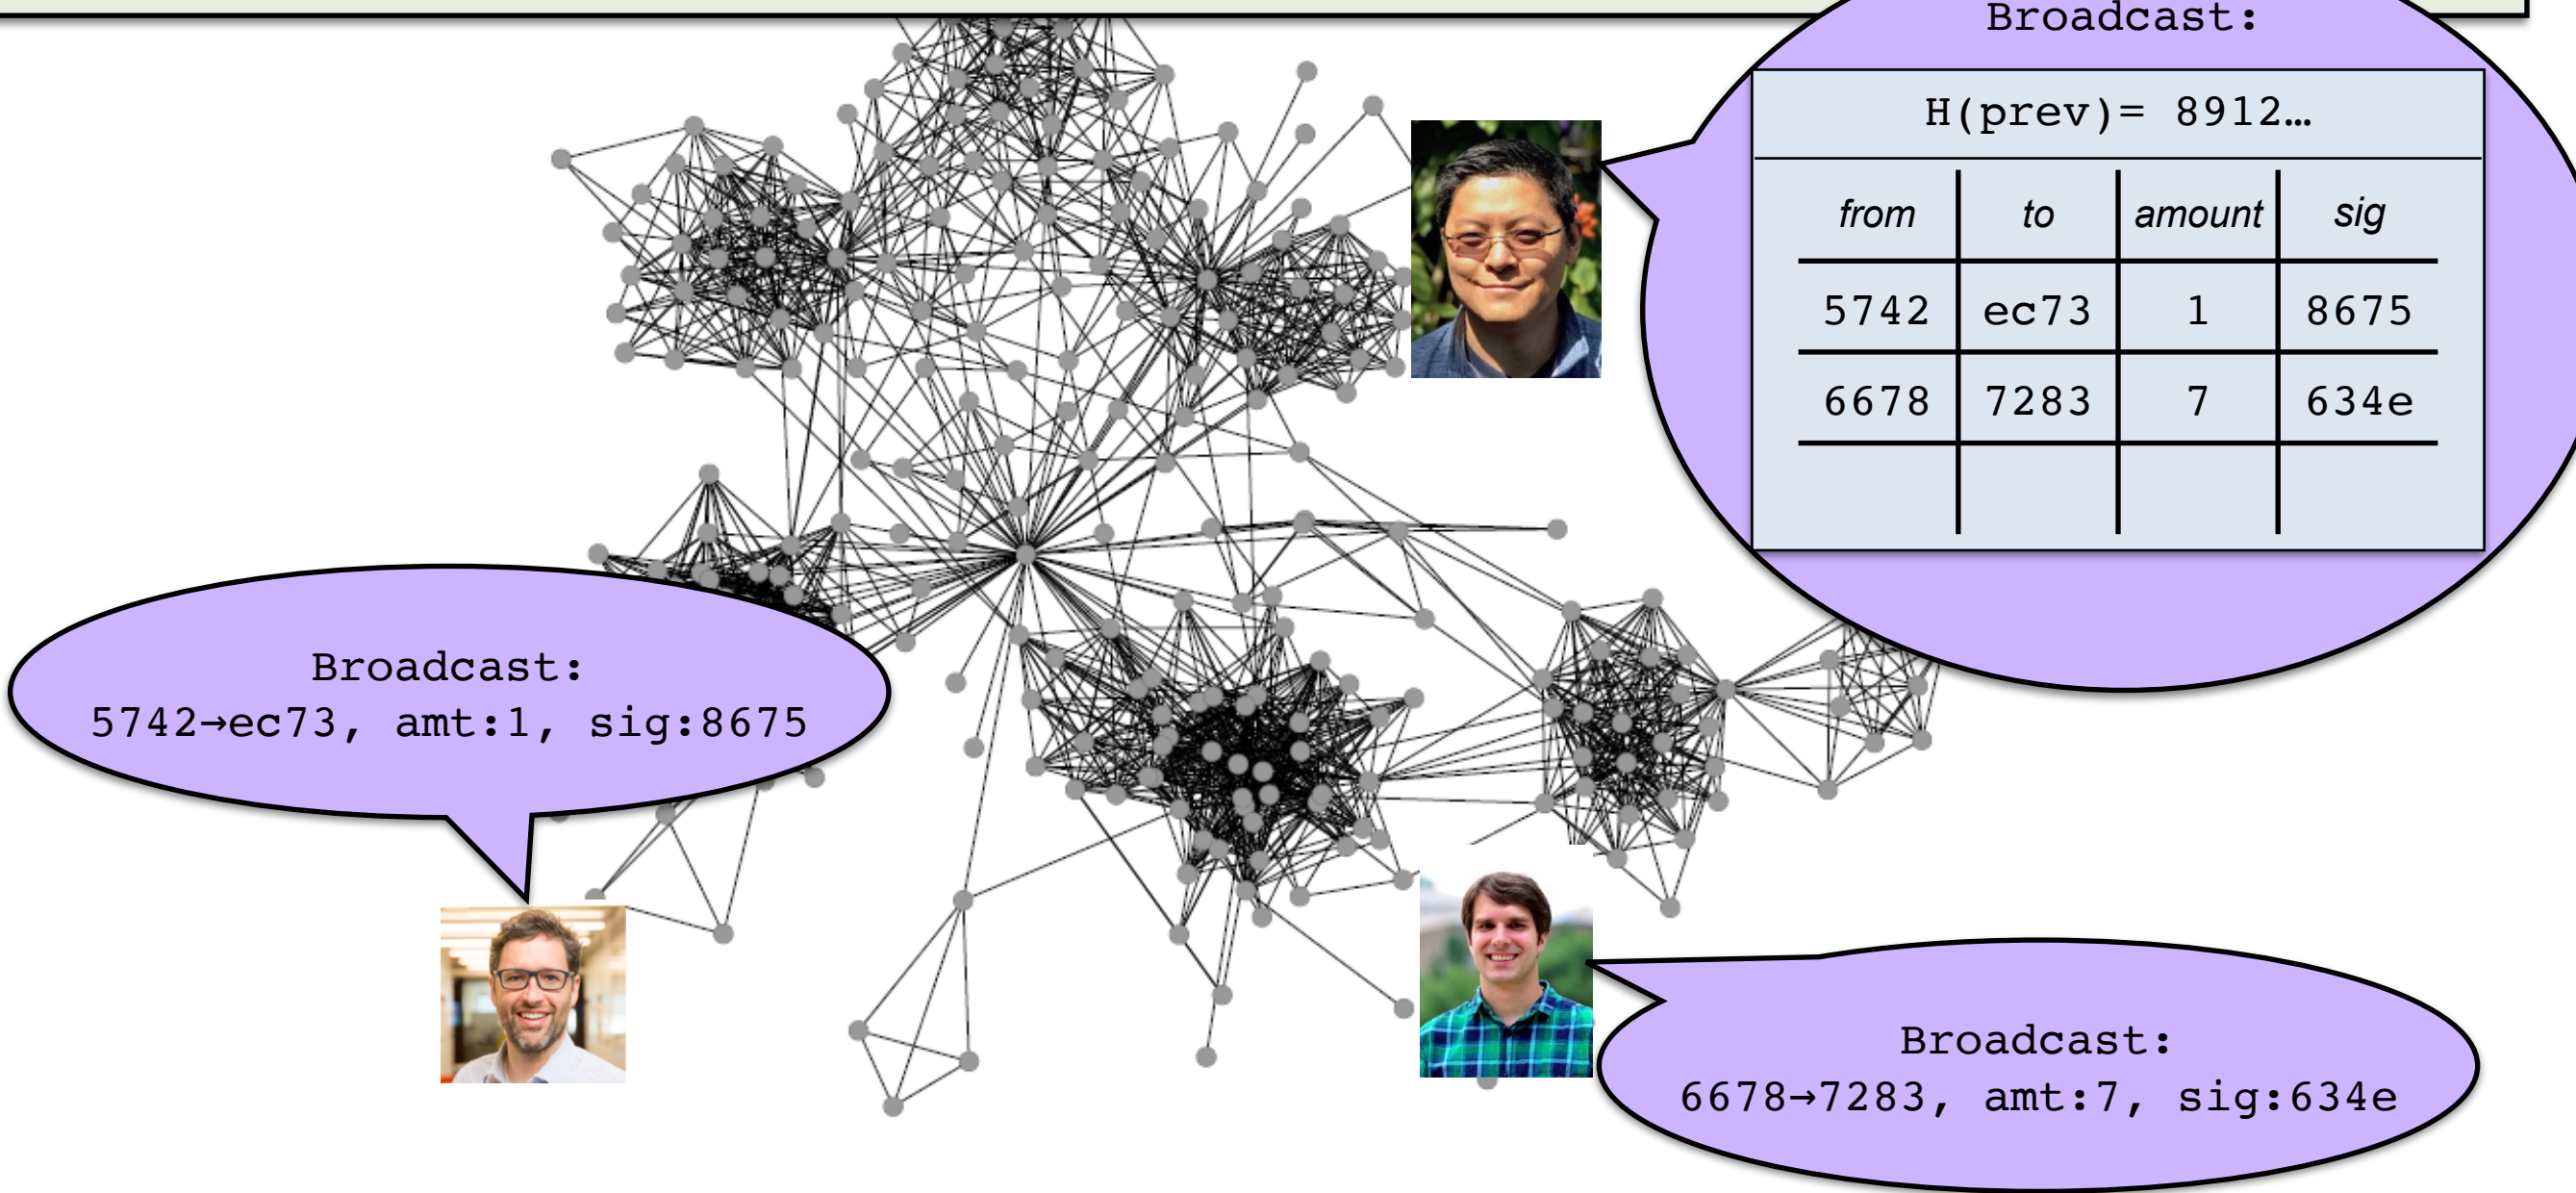 Broadcast:
H(prev)= 8912…
from to amount sig
5742 ec73 1 8675
6678 7283 7 634e
Broadcast:
5742→ec73, amt:1, sig:8675
Broadcast:
6678→7283, amt:7, sig:634e